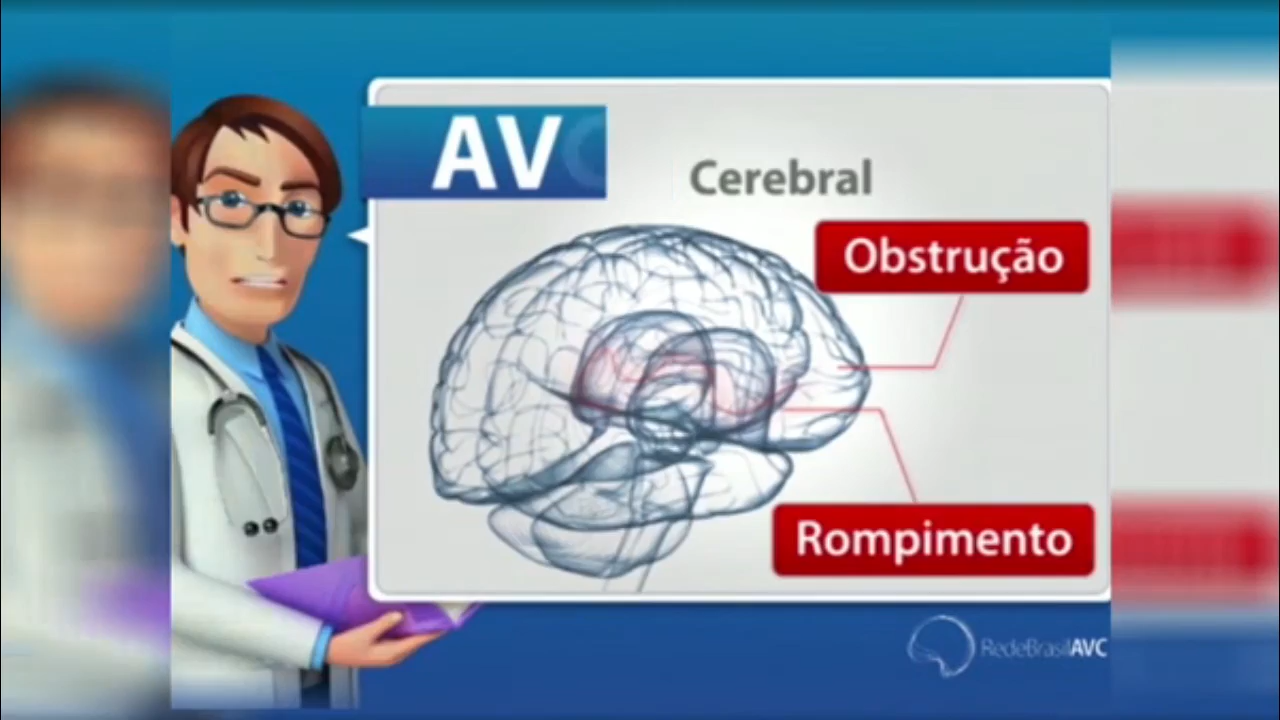 AV
Cerebral
Obstrução
Rompimento
RedeBrasilAVC